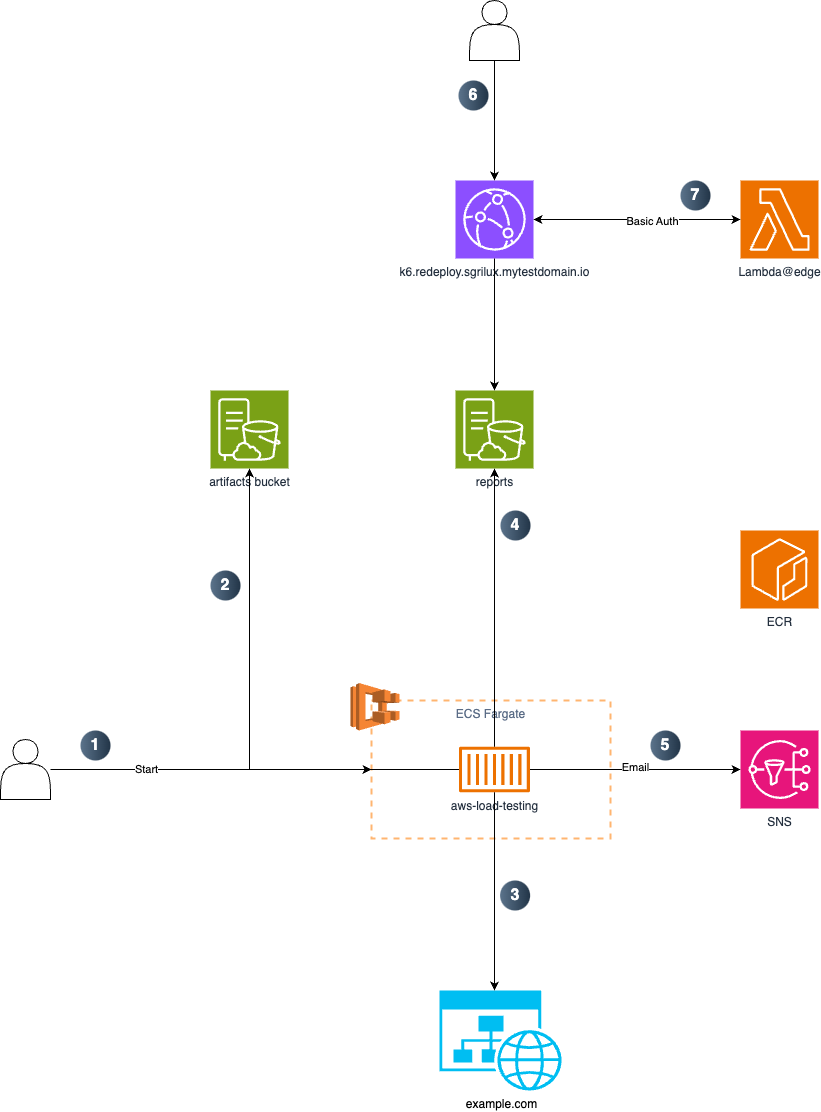 6
7
Basic Auth
k6.redeploy.sgrilux.mytestdomain.io
Lambda@edge
artifacts bucket
reports
4
2
ECR
ECS Fargate
1
5
Start
Email
aws-load-testing
SNS
3
example.com